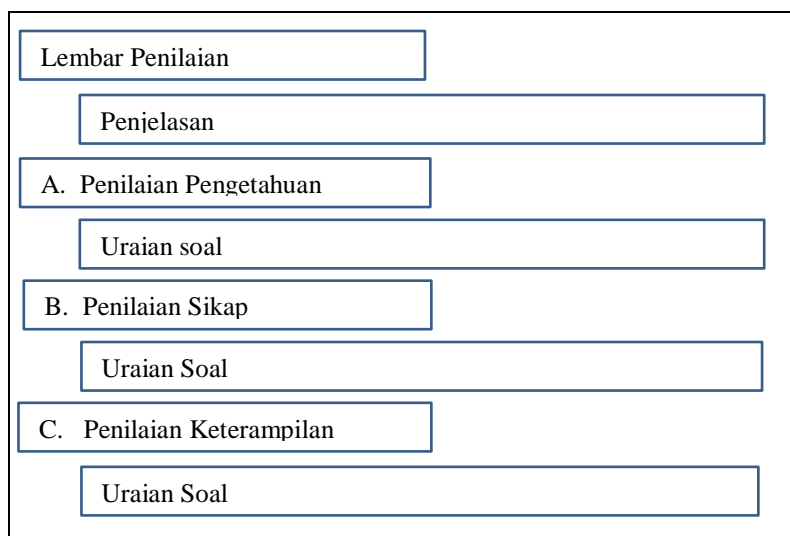 Lembar Penilaian
Penjelasan
A. Penilaian Pengetahuan
Uraian soal
B. Penilaian Sikap
Uraian Soal
C. Penilaian Keterampilan
Uraian Soal